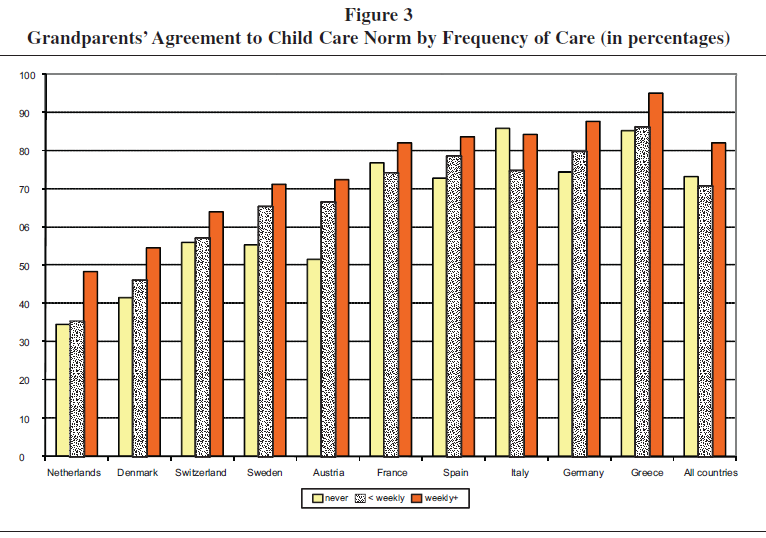 Figure 3
Grandparents' Agreement to Child Care Norm by Frequency of Care (in percentages)
100
90
80
70
06
50
40
30
20
10
0
Netherlands Denmark Switzerland Sweden Austria France Spain Italy Germany Greece All countries
never < weekly weekly+